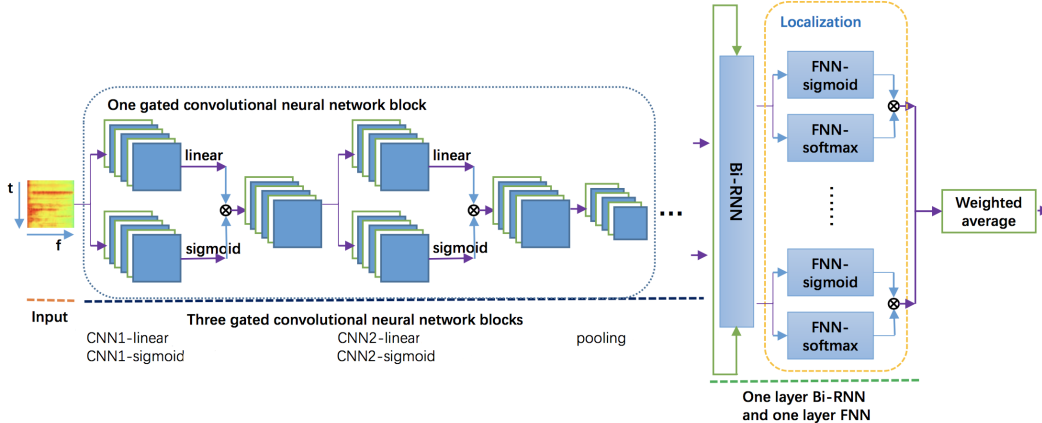 One gated convolutional neural network block
linear
sigmoid
linear
sigmoid
t
f
...
Input
Three gated convolutional neural network blocks
CNN1-linear
CNN1-sigmoid
CNN2-linear
CNN2-sigmoid
pooling
Bi-RNN
Localization
FNN-
sigmoid
FNN-
softmax
......
......
FNN-
sigmoid
FNN-
softmax
One layer Bi-RNN
and one layer FNN
Weighted
average